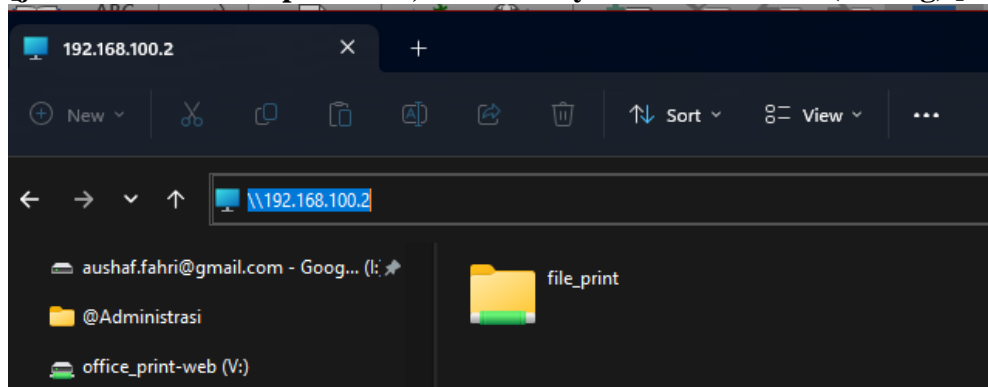 192.168.100.2
New
Sort
View
\\192.168.100.2
aushaf.fahri@gmail.com - Goog... (I:)
file_print
@Administrasi
office_print-web (V:)